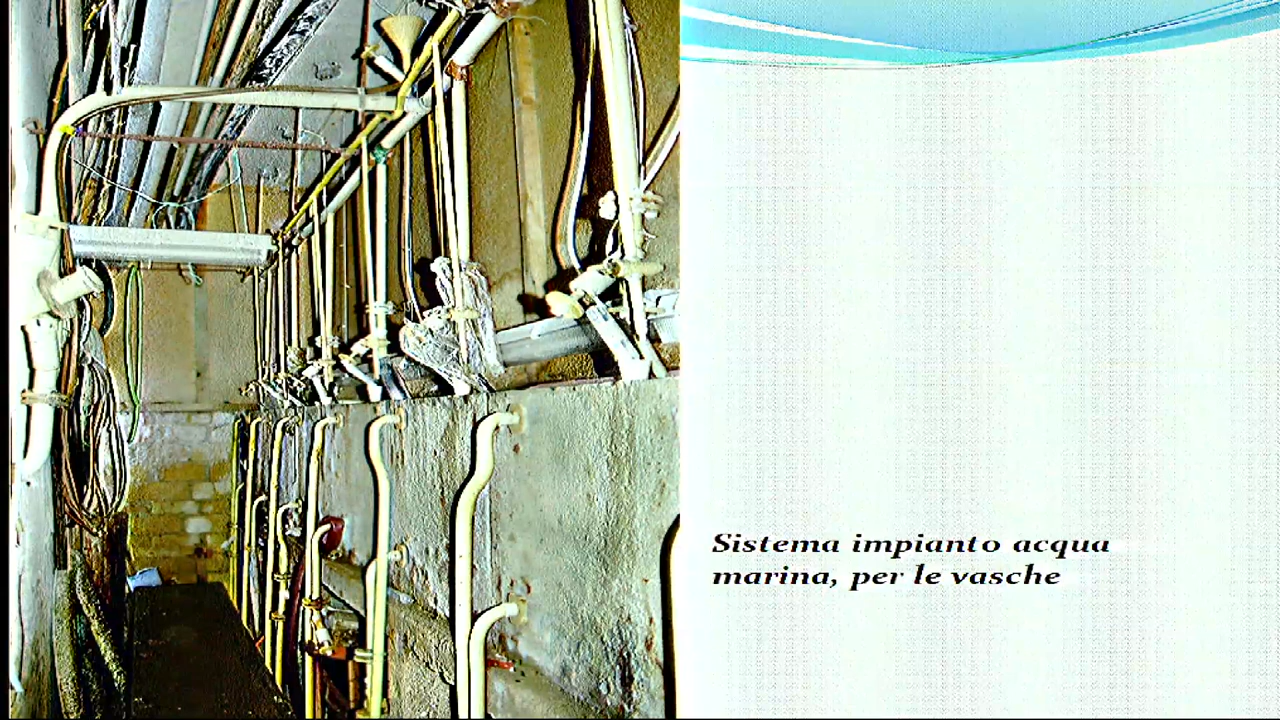 Sistema impianto acqua
marina, per le vasche